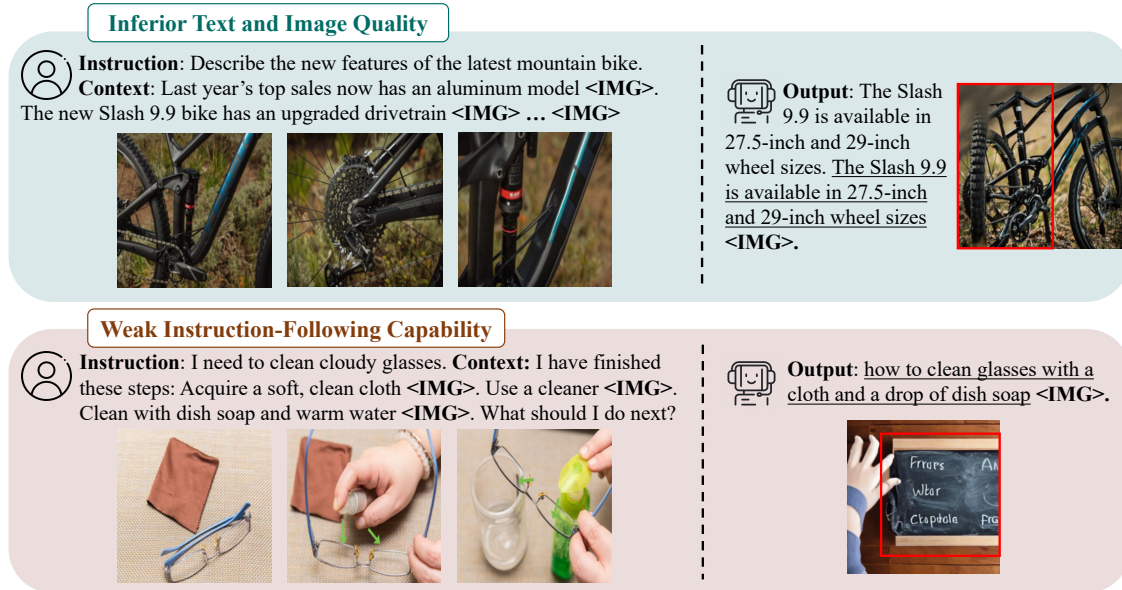 Inferior Text and Image Quality
Instruction: Describe the new features of the latest mountain bike.
Context: Last year's top sales now has an aluminum model <IMG>.
The new Slash 9.9 bike has an upgraded drivetrain <IMG> ... <IMG>
Output: The Slash
9.9 is available in
27.5-inch and 29-inch
wheel sizes. The Slash 9.9
is available in 27.5-inch
and 29-inch wheel sizes
<IMG>.
Weak Instruction-Following Capability
Instruction: I need to clean cloudy glasses. Context: I have finished
these steps: Acquire a soft, clean cloth <IMG>. Use a cleaner <IMG>.
Clean with dish soap and warm water <IMG>. What should I do next?
Output: how to clean glasses with a
cloth and a drop of dish soap <IMG>.